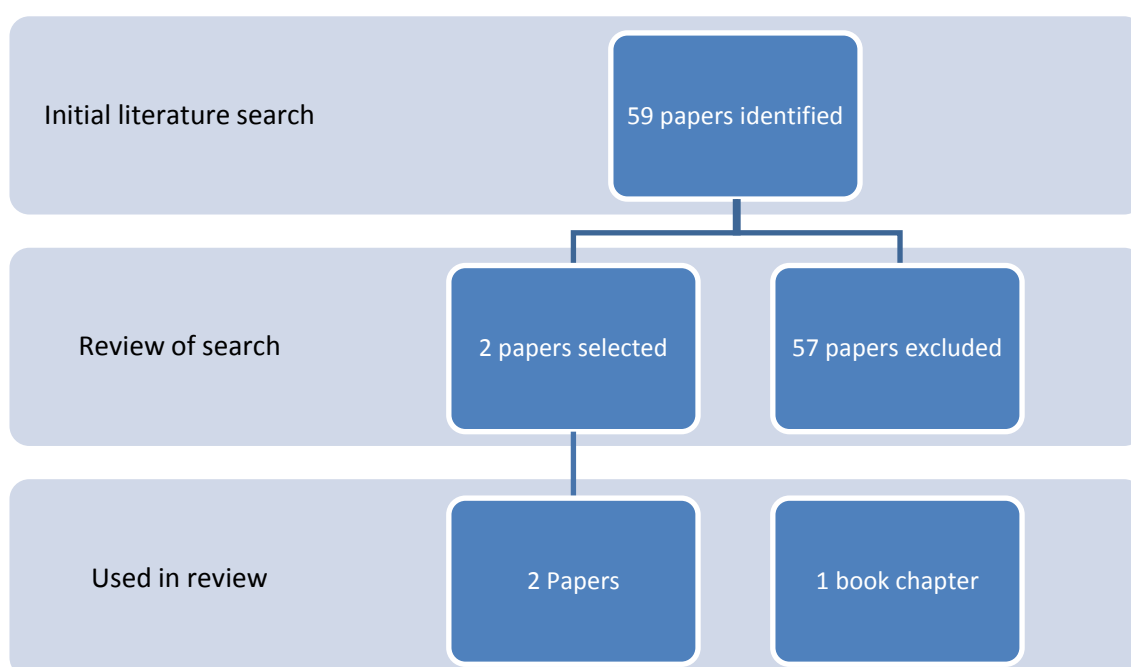 Initial literature search
59 papers identified
Review of search
2 papers selected
57 papers excluded
Used in review
2 Papers
1 book chapter